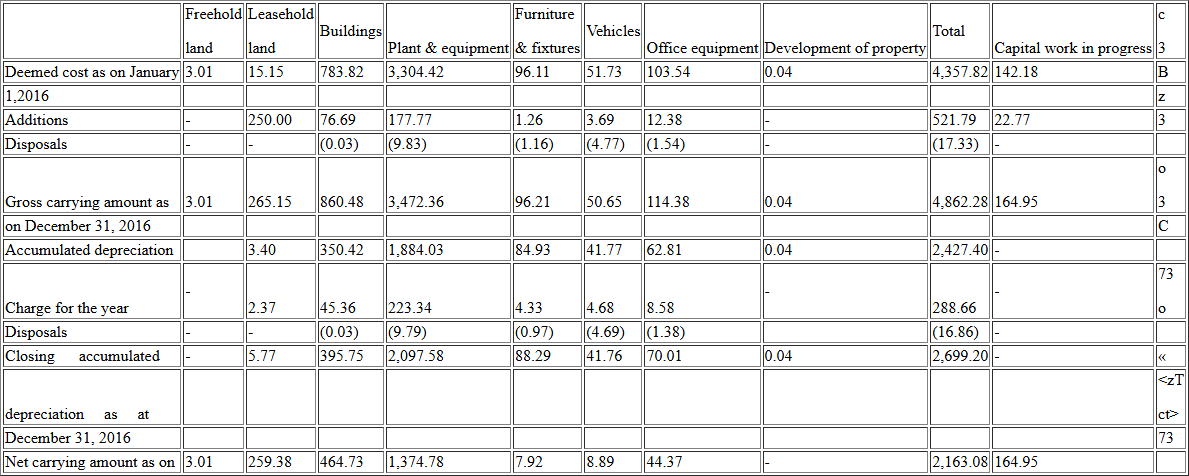 Freehold land | Leasehold land | Buildings | Plant & equipment | Furniture & fixtures | Vehicles | Office equipment | Development of property | Total | Capital work in progress | c 3
Deemed cost as on January | 3.01 | 15.15 | 783.82 | 3,304.42 | 96.11 | 51.73 | 103.54 | 0.04 | 4,357.82 | 142.18 | B
1,2016 | z
Additions | - | 250.00 | 76.69 | 177.77 | 1.26 | 3.69 | 12.38 | - | 521.79 | 22.77 | 3
Disposals | - | - | (0.03) | (9.83) | (1.16) | (4.77) | (1.54) | - | (17.33) | -
Gross carrying amount as | 3.01 | 265.15 | 860.48 | 3,472.36 | 96.21 | 50.65 | 114.38 | 0.04 | 4,862.28 | 164.95 | o 3
on December 31, 2016 | C
Accumulated depreciation | 3.40 | 350.42 | 1,884.03 | 84.93 | 41.77 | 62.81 | 0.04 | 2,427.40 | -
Charge for the year | - | 2.37 | 45.36 | 223.34 | 4.33 | 4.68 | 8.58 | - | 288.66 | - | 73 o
Disposals | - | - | (0.03) | (9.79) | (0.97) | (4.69) | (1.38) | (16.86) | -
Closing accumulated | - | 5.77 | 395.75 | 2,097.58 | 88.29 | 41.76 | 70.01 | 0.04 | 2,699.20 | - | «
depreciation as at | <zT ct>
December 31, 2016 | 73
Net carrying amount as on | 3.01 | 259.38 | 464.73 | 1,374.78 | 7.92 | 8.89 | 44.37 | - | 2,163.08 | 164.95